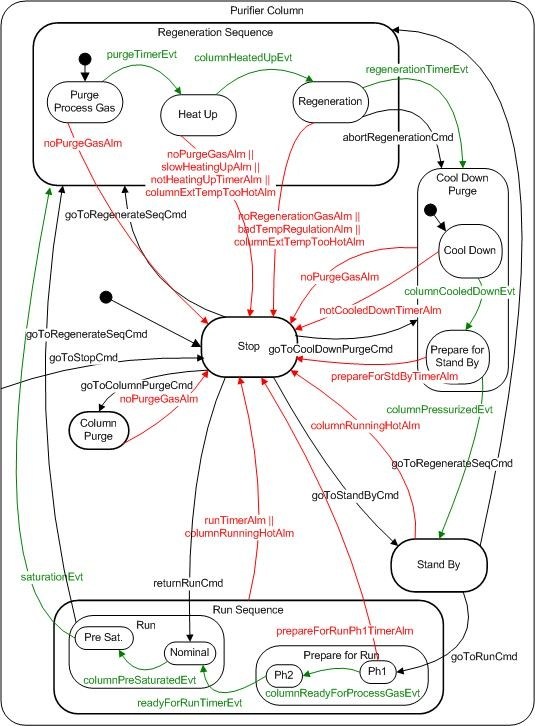 Purifier Column
Regeneration Sequence
purgeTimerEvt
columnHeatedUpEvt
regenerationTimerEvt
Purge
Process Gas
Heat Up
Regeneration
abortRegenerationCmd
noPurgeGasAlm
noPurgeGasAlm ||
slowHeatingUpAlm ||
notHeatingUpTimerAlm ||
columnExtTempTooHotAlm
Cool Down
Purge
goToRegenerateSeqCmd
noRegenerationGasAlm ||
badTempRegulationAlm ||
columnExtTempTooHotAlm
Cool Down
noPurgeGasAlm
columnCooledDownEvt
notCooledDownTimerAlm
goToRegenerateSeqCmd
Stop
goToCoolDownPurgeCmd
goToStopCmd
Prepare for
Stand By
prepareForStdByTimerAlm
goToColumnPurgeCmd
noPurgeGasAlm
columnPressurizedEvt
Column
Purge
columnRunningHotAlm
goToRegenerateSeqCmd
goToStandByCmd
runTimerAlm ||
columnRunningHotAlm
Stand By
saturationEvt
returnRunCmd
Run Sequence
Run
prepareForRunPh1TimerAlm
Pre Sat.
Nominal
Prepare for Run
goToRunCmd
Ph2
Ph1
columnPreSaturatedEvt
columnReadyForProcessGasEvt
readyForRunTimerEvt